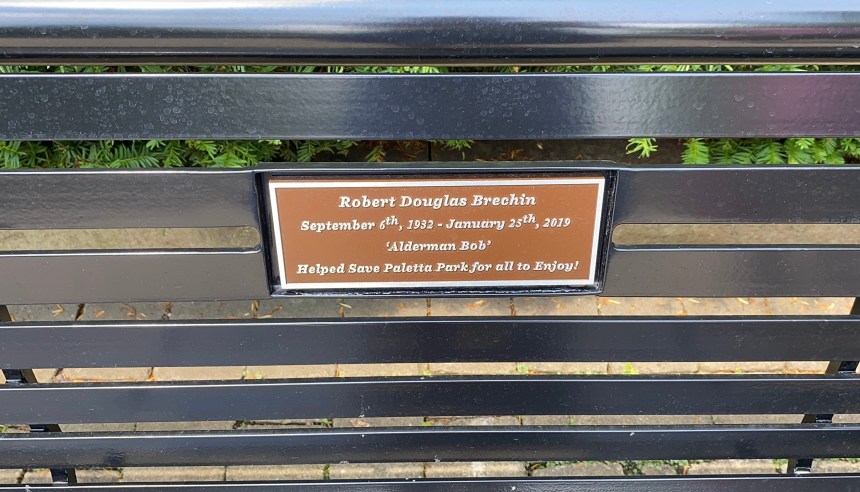 Robert Douglas Brechin
September 6th, 1932 - January 25th, 2019
'Alderman Bob'
Helped Save Paletta Park for all to Enjoy!